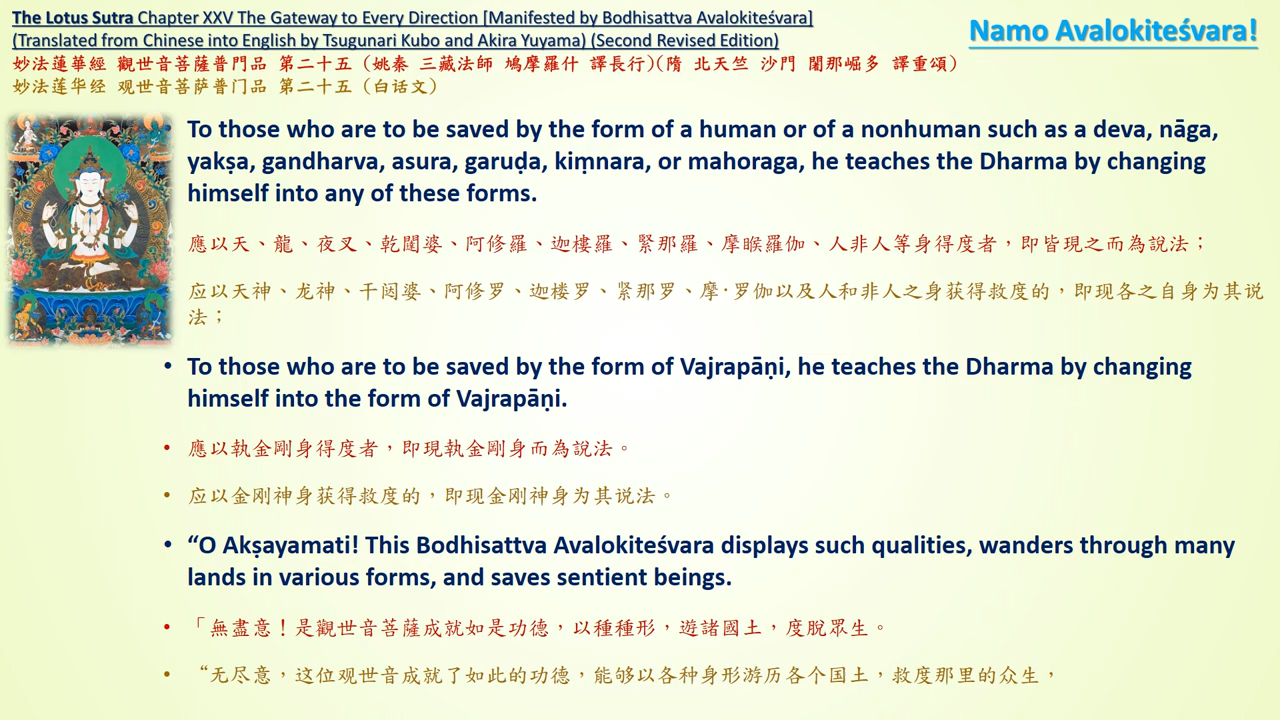 The Lotus Sutra Chapter XXV The Gateway to Every Direction [Manifested by Bodhisattva Avalokiteśvara]
(Translated from Chinese into English by Tsugunari Kubo and Akira Yuyama) (Second Revised Edition)
Namo Avalokiteśvara!
妙法蓮華經 觀世音菩薩普門品 第二十五 (姚秦 三藏法師 鳩摩羅什 譯長行)(隋 北天竺 沙門 闍那崛多 譯重頌)
妙法莲华经 观世音菩萨普门品 第二十五 (白话文)
To those who are to be saved by the form of a human or of a nonhuman such as a deva, nāga,
yakṣa, gandharva, asura, garuḍa, kiṃnara, or mahoraga, he teaches the Dharma by changing
himself into any of these forms.
應以天、龍、夜叉、乾闥婆、阿修羅、迦樓羅、緊那羅、摩睺羅伽、人非人等身得度者，即皆現之而為說法；
应以天神、龙神、干闼婆、阿修罗、迦楼罗、紧那罗、摩·罗伽以及人和非人之身获得救度的，即现各之自身为其说
法；
• To those who are to be saved by the form of Vajrapāṇi, he teaches the Dharma by changing
himself into the form of Vajrapāṇi.
• 應以執金剛身得度者，即現執金剛身而為說法。
• 应以金刚神身获得救度的，即现金刚神身为其说法。
• “O Akṣayamati! This Bodhisattva Avalokiteśvara displays such qualities, wanders through many
lands in various forms, and saves sentient beings.
• 「無盡意！是觀世音菩薩成就如是功德，以種種形，遊諸國土，度脫眾生。
• “无尽意，这位观世音成就了如此的功德，能够以各种身形游历各个国土，救度那里的众生，